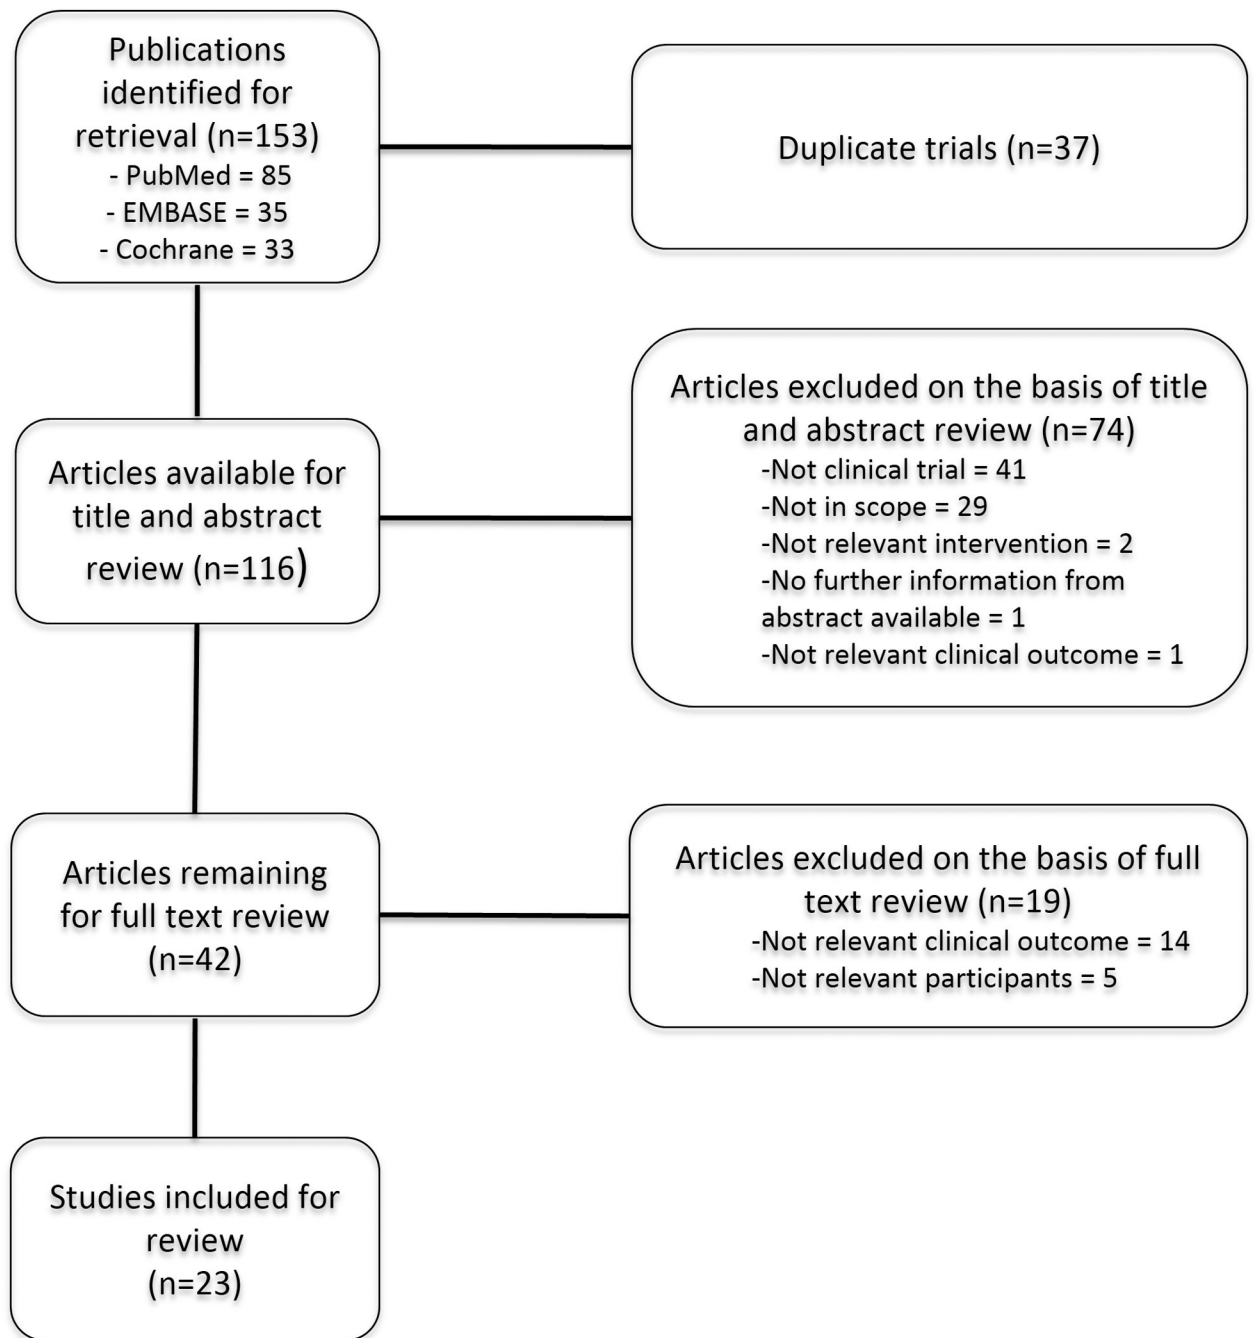 Publications
identified for
retrieval (n=153)
- PubMed = 85
- EMBASE = 35
- Cochrane = 33
Duplicate trials (n=37)
Articles available for
title and abstract
review (n=116)
Articles excluded on the basis of title
and abstract review (n=74)
-Not clinical trial = 41
-Not in scope = 29
-Not relevant intervention = 2
-No further information from
abstract available = 1
-Not relevant clinical outcome = 1
Articles remaining
for full text review
(n=42)
Articles excluded on the basis of full
text review (n=19)
-Not relevant clinical outcome = 14
-Not relevant participants = 5
Studies included for
review
(n=23)